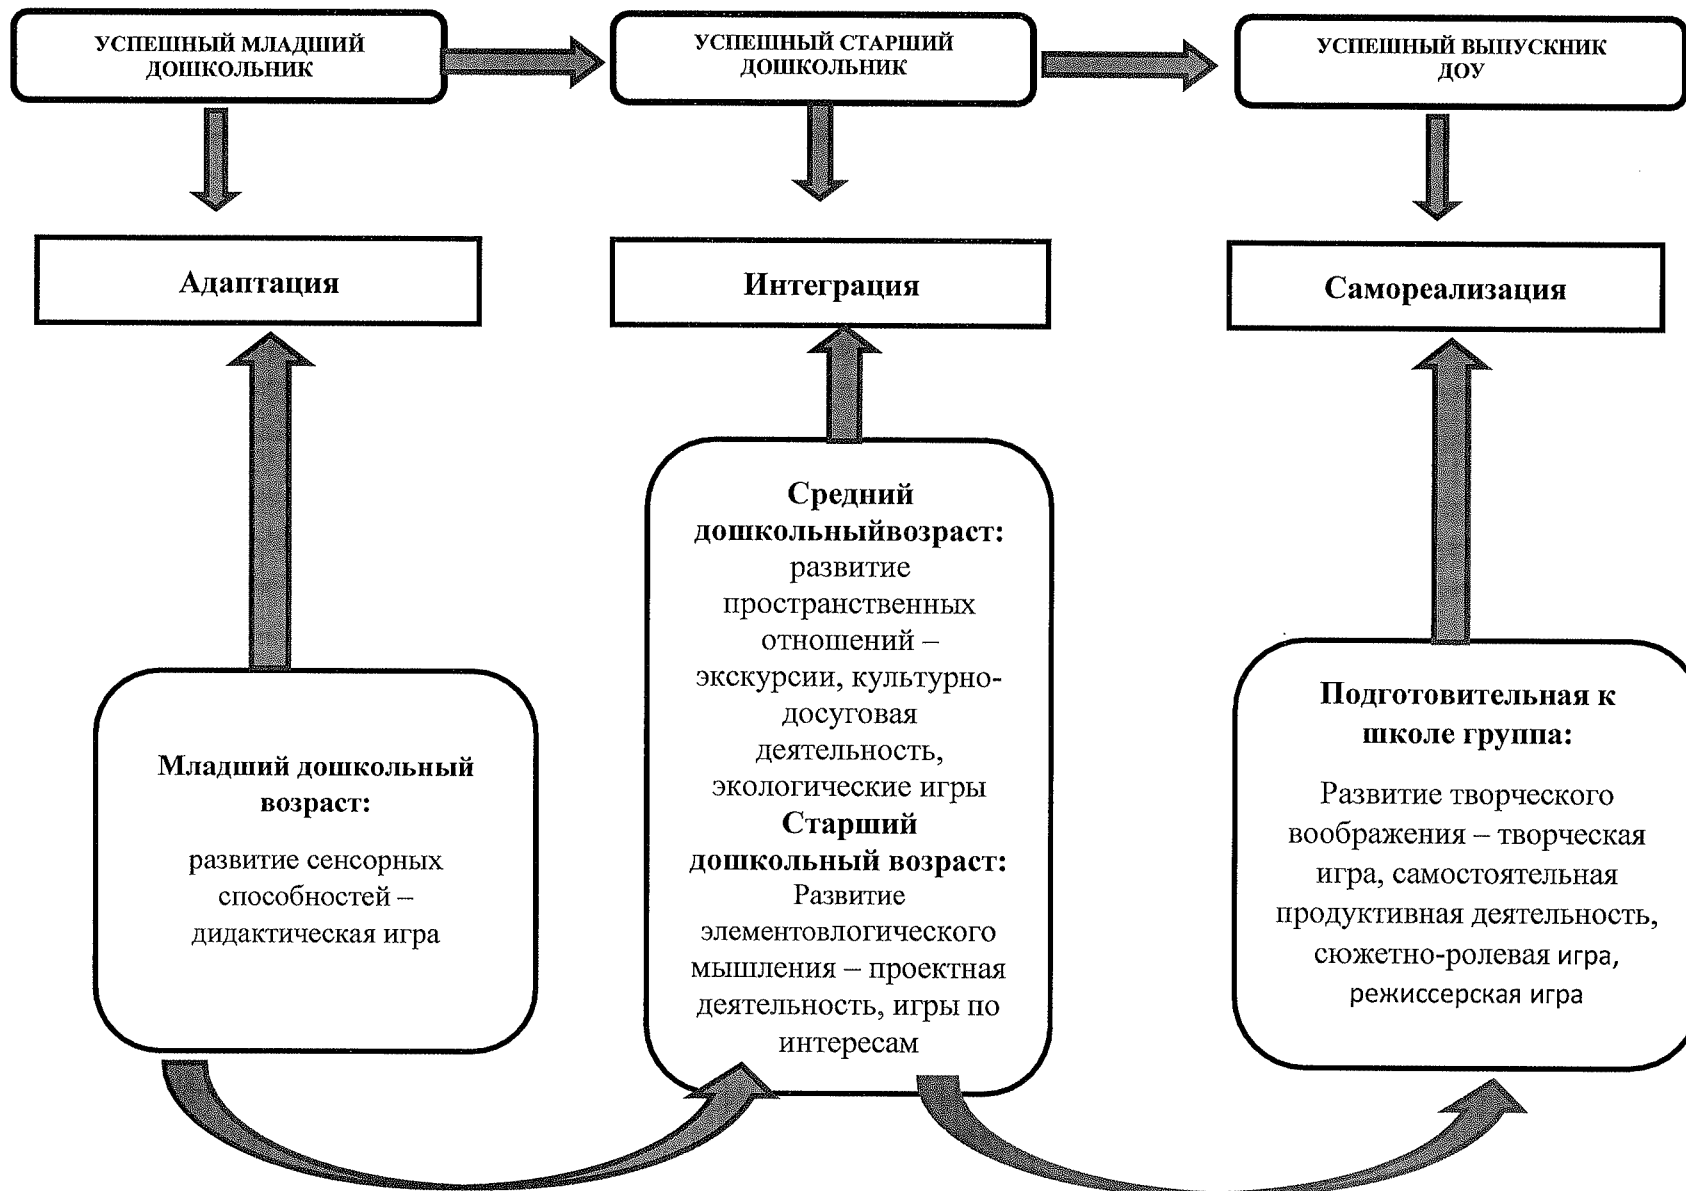 УСПЕШНЫЙ МЛАДШИЙ
ДОШКОЛЬНИК
УСПЕШНЫЙ СТАРШИЙ
ДОШКОЛЬНИК
УСПЕШНЫЙ ВЫПУСКНИК
ДОУ
Адаптация
Интеграция
Самореализация
Младший дошкольный
возраст:
развитие сенсорных
способностей –
дидактическая игра
Средний
дошкольныйвозраст:
развитие
пространственных
отношений –
экскурсии, культурно-
досуговая
деятельность,
экологические игры
Старший
дошкольный возраст:
Развитие
элементовлогического
мышления – проектная
деятельность, игры по
интересам
Подготовительная к
школе группа:
Развитие творческого
воображения – творческая
игра, самостоятельная
продуктивная деятельность,
сюжетно-ролевая игра,
режиссерская игра